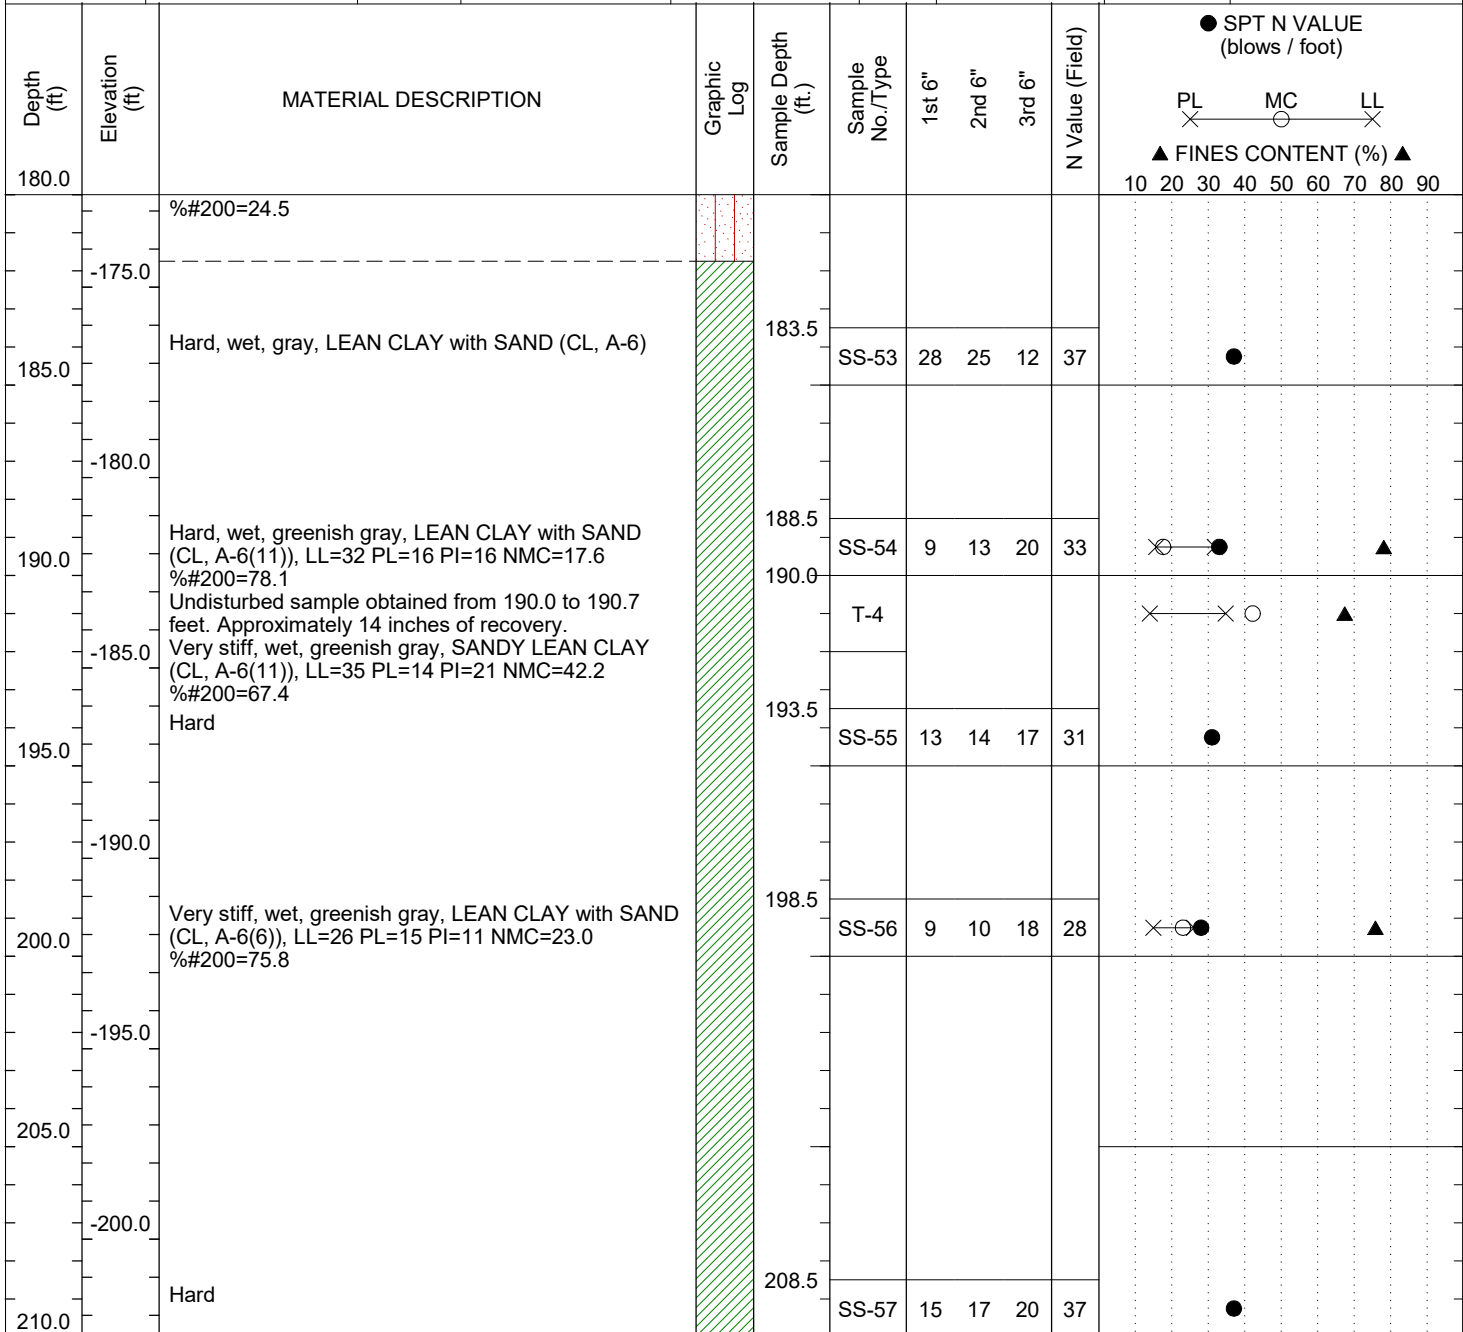 Depth (ft)
Elevation (ft)
MATERIAL DESCRIPTION
Graphic Log
Sample Depth (ft.)
Sample No./Type
1st 6"
2nd 6"
3rd 6"
N Value (Field)
SPT N VALUE
(blows / foot)
PL MC LL
FINES CONTENT (%)
10 20 30 40 50 60 70 80 90
180.0
%#200=24.5
-175.0
183.5
Hard, wet, gray, LEAN CLAY with SAND (CL, A-6)
185.0
SS-53 28 25 12 37
-180.0
188.5
Hard, wet, greenish gray, LEAN CLAY with SAND
(CL, A-6(11)), LL=32 PL=16 PI=16 NMC=17.6
%#200=78.1
190.0
SS-54 9 13 20 33
190.0
Undisturbed sample obtained from 190.0 to 190.7
feet. Approximately 14 inches of recovery.
T-4
-185.0
Very stiff, wet, greenish gray, SANDY LEAN CLAY
(CL, A-6(11)), LL=35 PL=14 PI=21 NMC=42.2
%#200=67.4
193.5
Hard
195.0
SS-55 13 14 17 31
-190.0
198.5
Very stiff, wet, greenish gray, LEAN CLAY with SAND
(CL, A-6(6)), LL=26 PL=15 PI=11 NMC=23.0
%#200=75.8
200.0
SS-56 9 10 18 28
-195.0
205.0
-200.0
208.5
Hard
210.0
SS-57 15 17 20 37